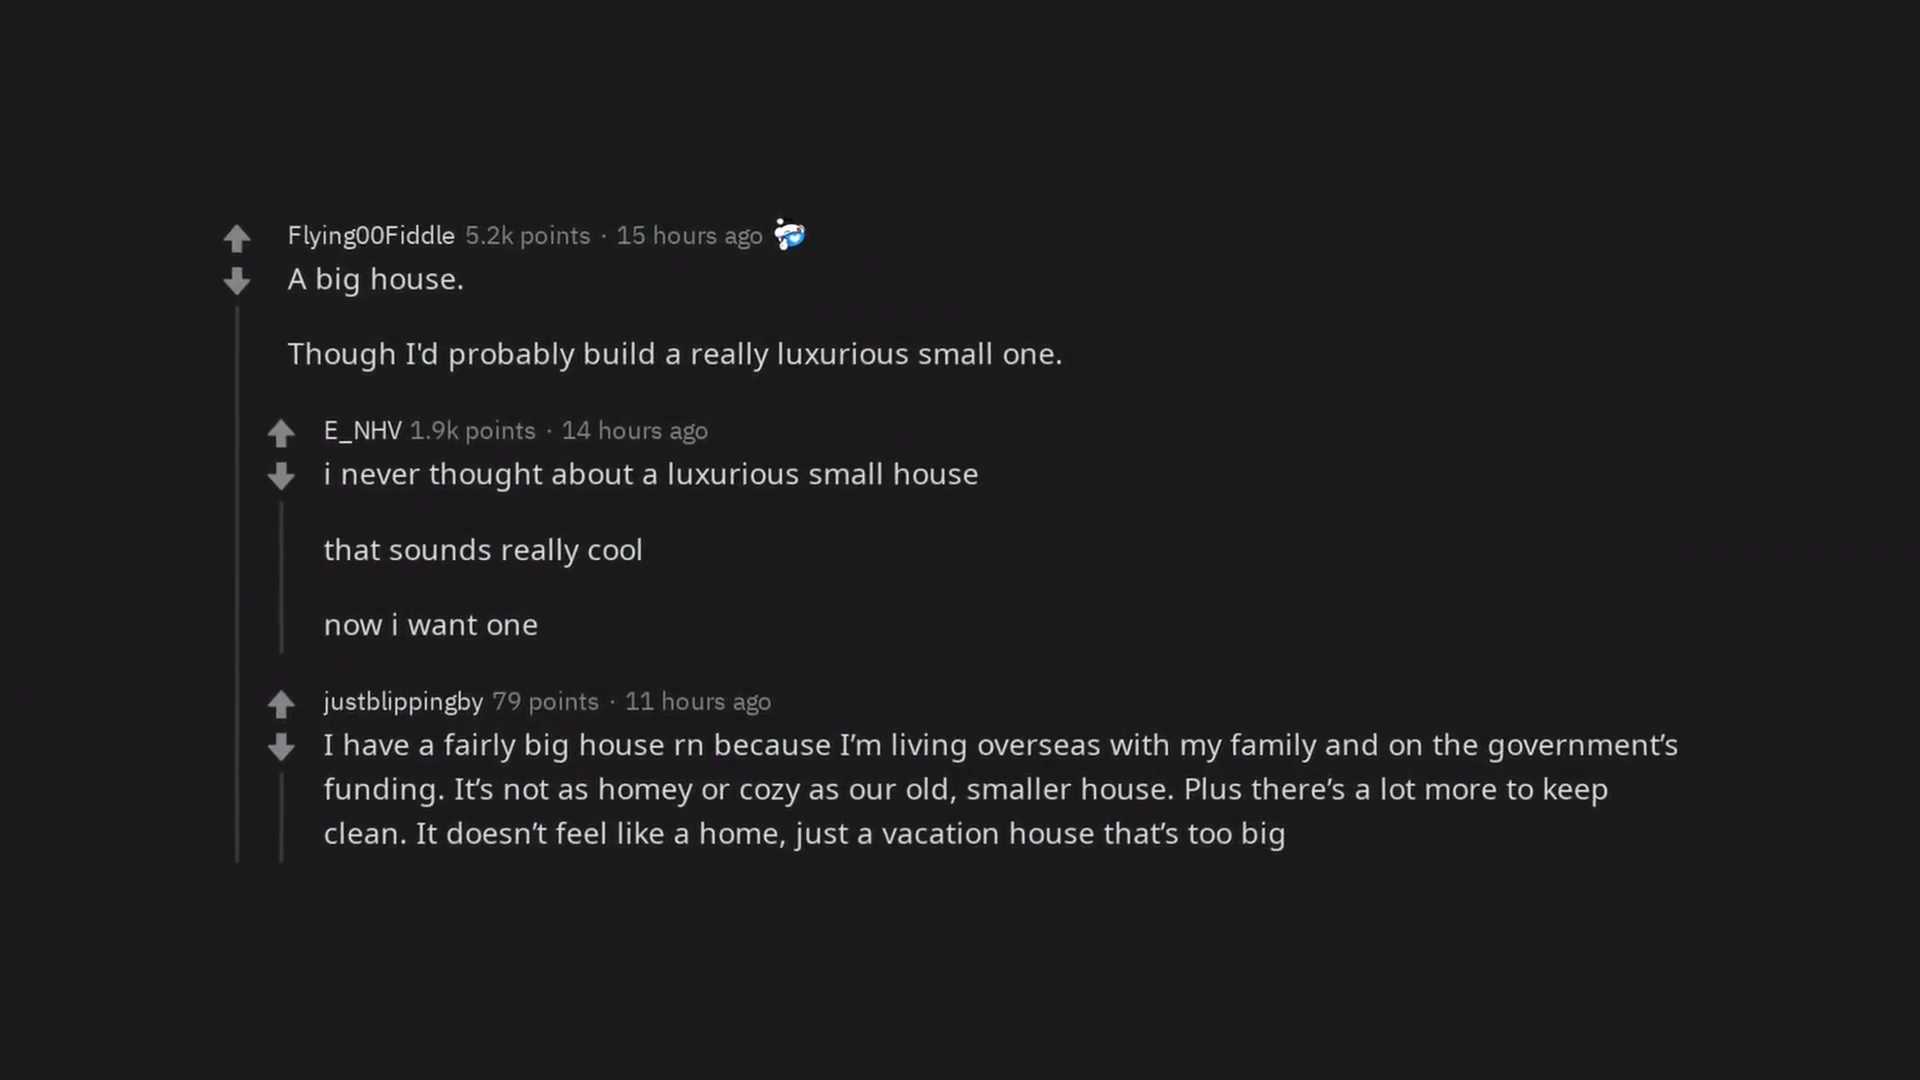 Flying00Fiddle 5.2k points · 15 hours ago
A big house.
Though I'd probably build a really luxurious small one.
E_NHV 1.9k points · 14 hours ago
i never thought about a luxurious small house
that sounds really cool
now i want one
justblippingby 79 points · 11 hours ago
I have a fairly big house rn because I’m living overseas with my family and on the government’s
funding. It’s not as homey or cozy as our old, smaller house. Plus there’s a lot more to keep
clean. It doesn’t feel like a home, just a vacation house that’s too big